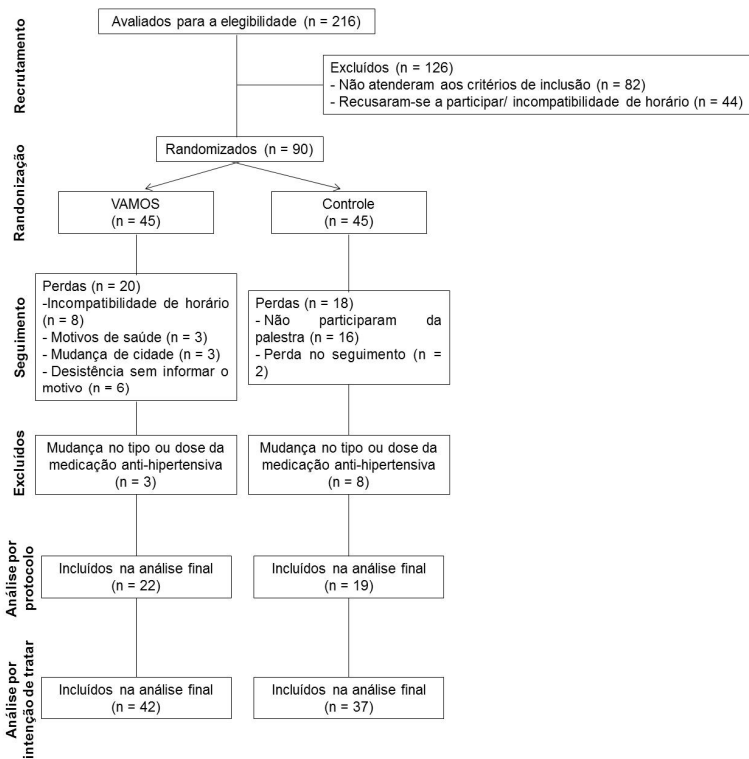 Recrutamento
Avaliados para a elegibilidade (n = 216)
Excluídos (n = 126)
- Não atenderam aos critérios de inclusão (n = 82)
- Recusaram-se a participar/ incompatibilidade de horário (n = 44)
Randonização
Randomizados (n = 90)
VAMOS
(n = 45)
Controle
(n = 45)
Seguimento
Perdas (n = 20)
-Incompatibilidade de horário
(n = 8)
- Motivos de saúde (n = 3)
- Mudança de cidade (n = 3)
- Desistência sem informar o
motivo (n = 6)
Perdas (n = 18)
- Não participaram da
palestra (n = 16)
- Perda no seguimento (n =
2)
Excluídos
Mudança no tipo ou dose da
medicação anti-hipertensiva
(n = 3)
Mudança no tipo ou dose da
medicação anti-hipertensiva
(n = 8)
Análise por
protocolo
Incluídos na análise final
(n = 22)
Incluídos na análise final
(n = 19)
Análise por
intenção de tratar
Incluídos na análise final
(n = 42)
Incluídos na análise final
(n = 37)